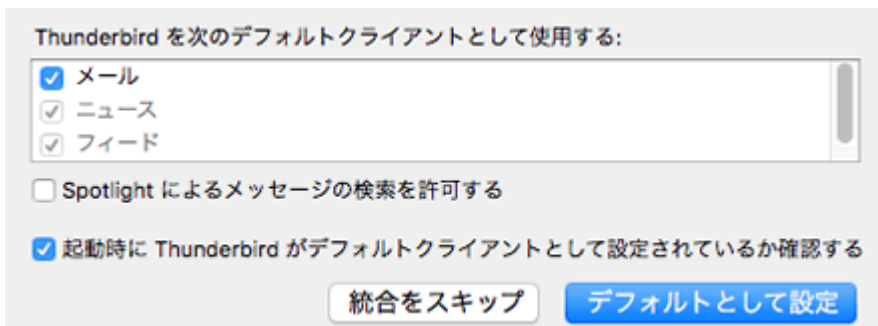 Thunderbird を次のデフォルトクライアントとして使用する:
メール
ニュース
フィード
Spotlight によるメッセージの検索を許可する
起動時に Thunderbird がデフォルトクライアントとして設定されているか確認する
統合をスキップ デフォルトとして設定